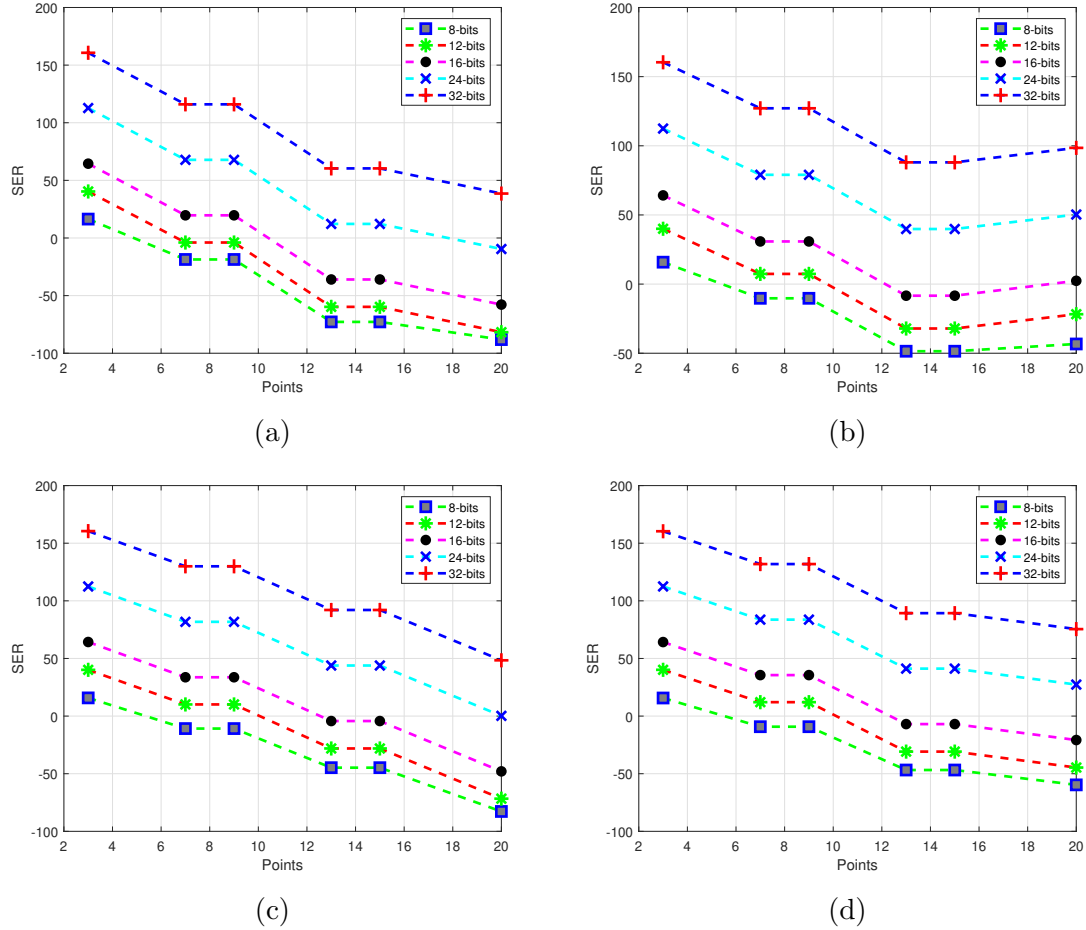 200
150
100
50
0
-50
-100
SER
2 4 6 8 10 12 14 16 18 20
Points
8-bits
12-bits
16-bits
24-bits
32-bits
(a)
200
150
100
50
0
-50
SER
2 4 6 8 10 12 14 16 18 20
Points
8-bits
12-bits
16-bits
24-bits
32-bits
(b)
200
150
100
50
0
-50
-100
SER
2 4 6 8 10 12 14 16 18 20
Points
8-bits
12-bits
16-bits
24-bits
32-bits
(c)
200
150
100
50
0
-50
-100
SER
2 4 6 8 10 12 14 16 18 20
Points
8-bits
12-bits
16-bits
24-bits
32-bits
(d)